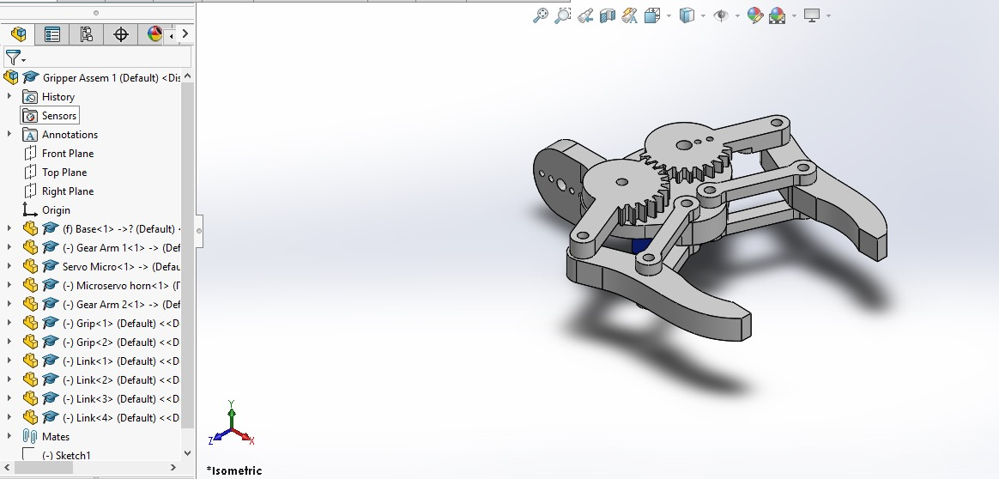 Gripper Assem 1 (Default) <Dis
History
Sensors
A Annotations
Front Plane
Top Plane
Right Plane
Origin
(f) Base<1> ->? (Default) <
(-) Gear Arm 1<1> -> (Def
Servo Micro<1> -> (Defau
(-) Microservo horn<1> (
(-) Gear Arm 2<1> -> (Def
(-) Grip<1> (Default) <<D
(-) Grip<2> (Default) <<D
(-) Link<1> (Default) <<D
(-) Link<2> (Default) <<D
(-) Link<3> (Default) <<D
(-) Link<4> (Default) <<D
Mates
(-) Sketch1
Y
Z
X
*Isometric